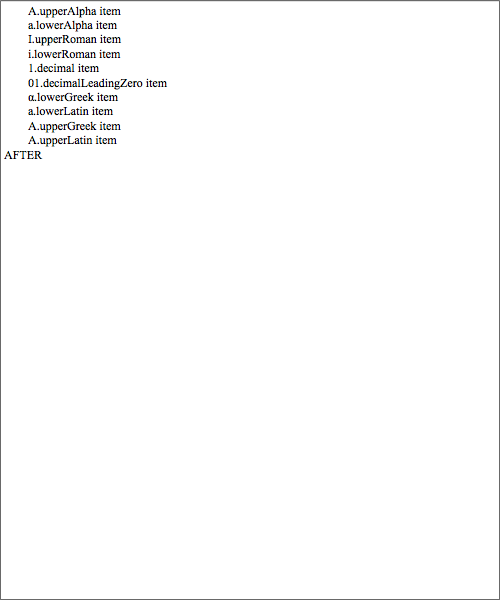 A.upperAlpha item
a.lowerAlpha item
I.upperRoman item
i.lowerRoman item
1.decimal item
01.decimalLeadingZero item
α.lowerGreek item
a.lowerLatin item
Α.upperGreek item
A.upperLatin item
AFTER